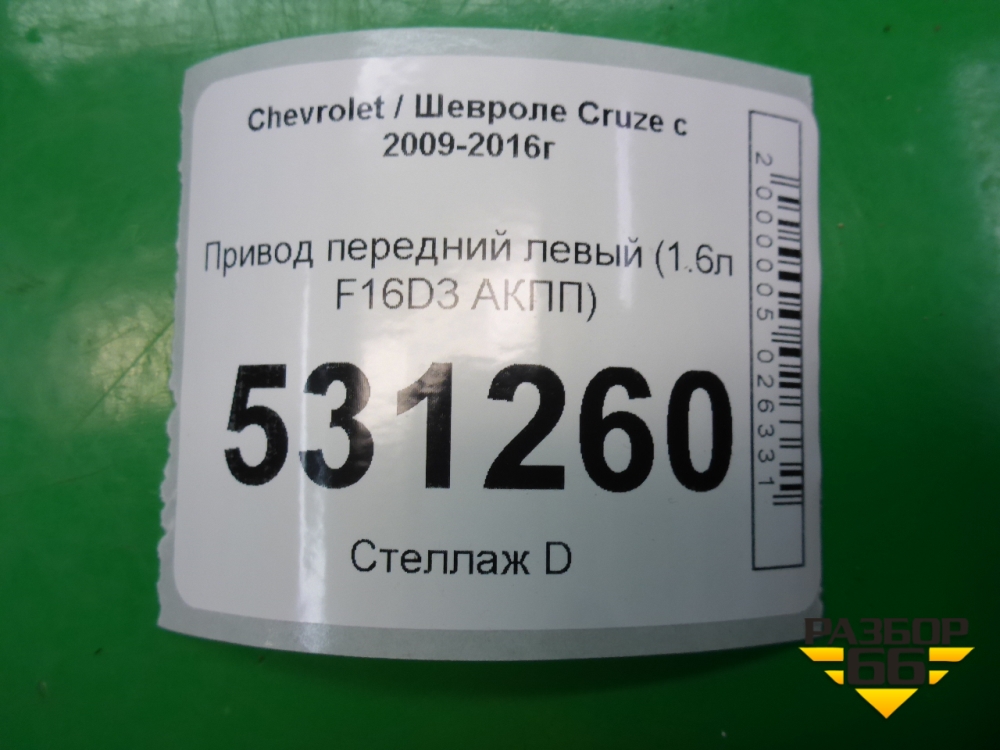 Chevrolet / Шевроле Cruze с
2009-2016г
Привод передний левый (1.6л
F16D3 АКПП)
531260
Стеллаж D
2000005026331
РАЗБОР
66